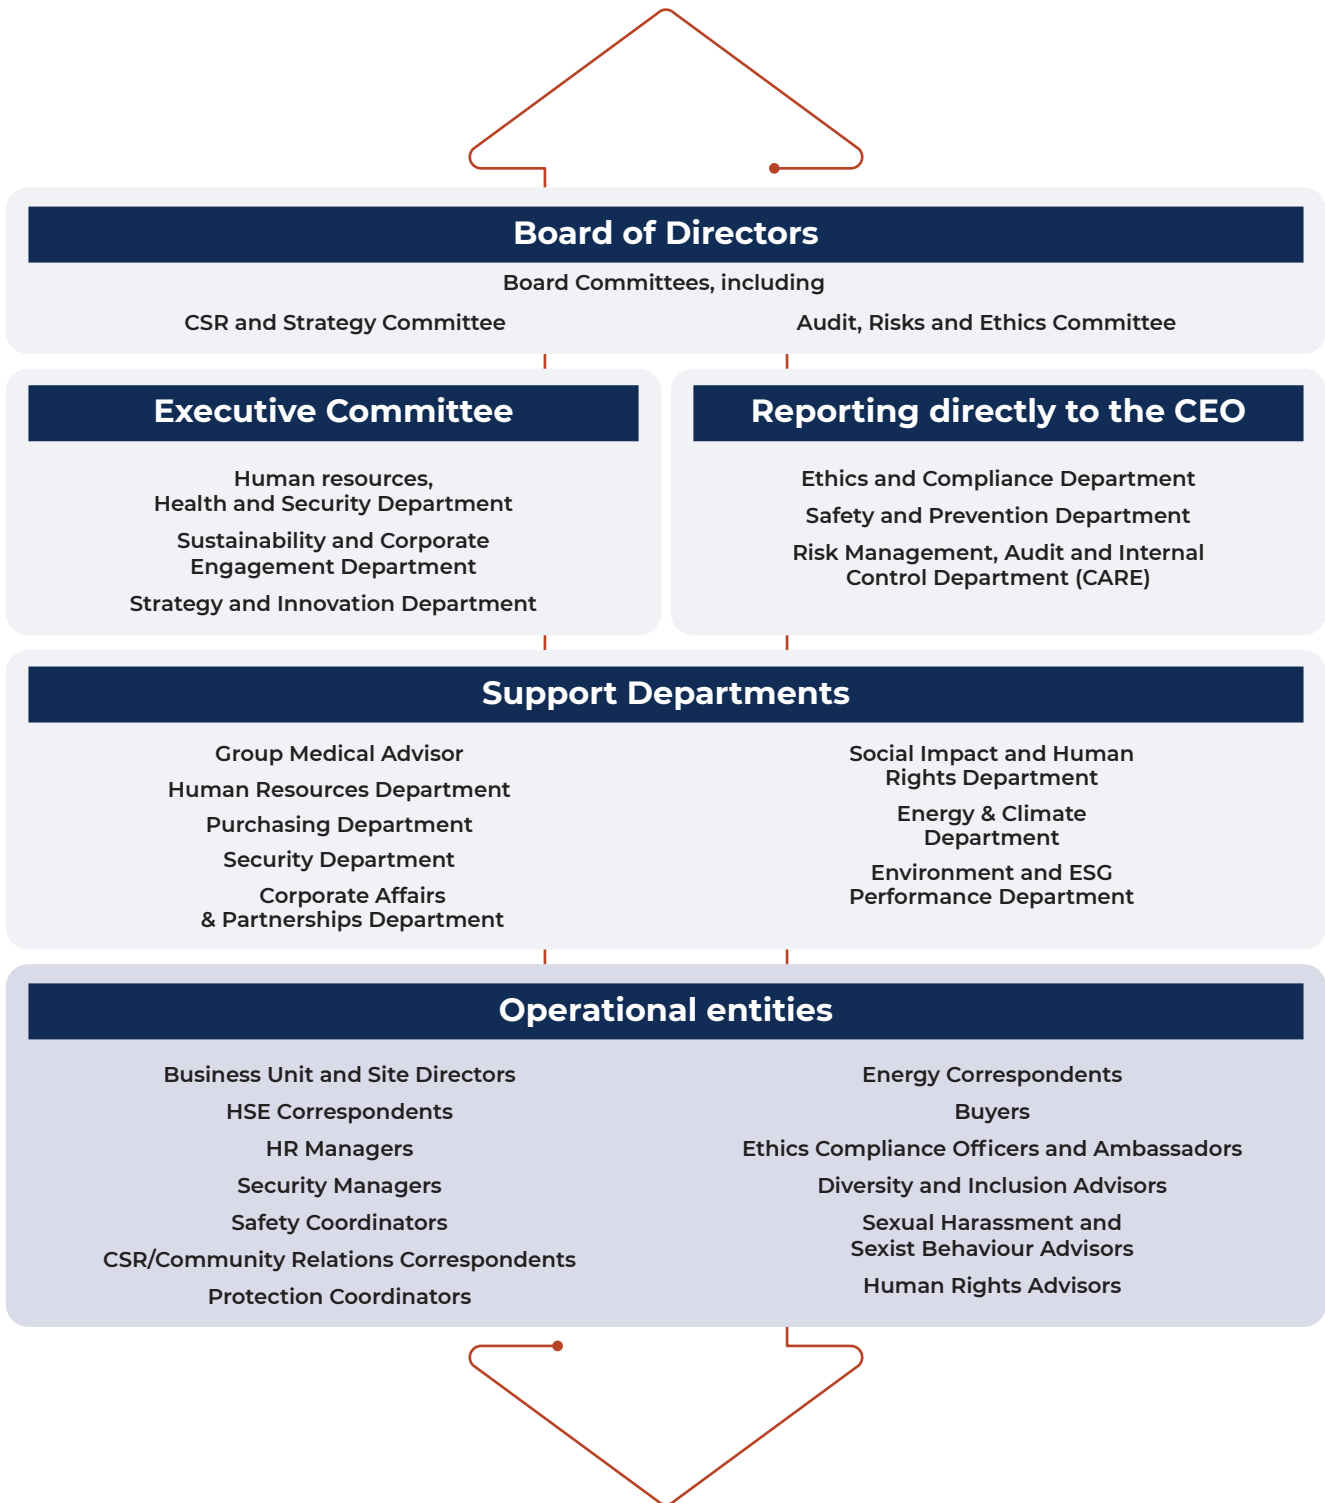 Board of Directors
Board Committees, including
CSR and Strategy Committee
Audit, Risks and Ethics Committee
Executive Committee
Human resources,
Health and Security Department
Sustainability and Corporate
Engagement Department
Strategy and Innovation Department
Reporting directly to the CEO
Ethics and Compliance Department
Safety and Prevention Department
Risk Management, Audit and Internal
Control Department (CARE)
Support Departments
Group Medical Advisor
Human Resources Department
Purchasing Department
Security Department
Corporate Affairs
& Partnerships Department
Social Impact and Human
Rights Department
Energy & Climate
Department
Environment and ESG
Performance Department
Operational entities
Business Unit and Site Directors
HSE Correspondents
HR Managers
Security Managers
Safety Coordinators
CSR/Community Relations Correspondents
Protection Coordinators
Energy Correspondents
Buyers
Ethics Compliance Officers and Ambassadors
Diversity and Inclusion Advisors
Sexual Harassment and
Sexist Behaviour Advisors
Human Rights Advisors